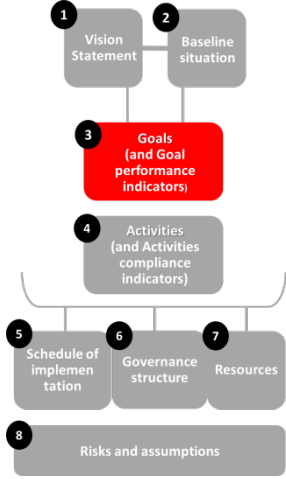 1
Vision
Statement
2
Baseline
situation
3
Goals
(and Goal
performance
indicators)
4
Activities
(and Activities
compliance
indicators)
5
Schedule of
implemen
tation
6
Governance
structure
7
Resources
8
Risks and assumptions